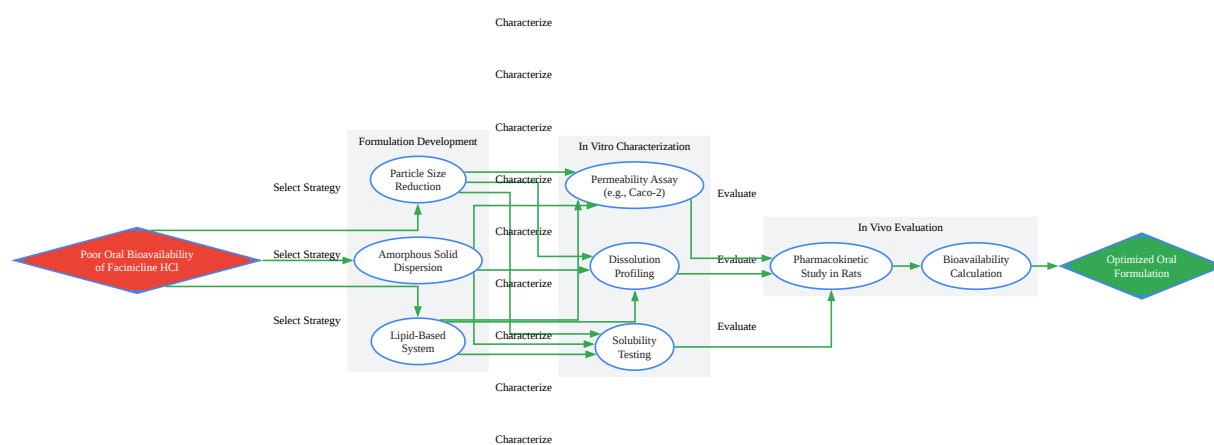 Characterize
Characterize
Characterize
Formulation Development
In Vitro Characterization
Particle Size
Reduction
Characterize
Permeability Assay
(e.g., Caco-2)
Select Strategy
Evaluate
Characterize
In Vivo Evaluation
Poor Oral Bioavailability
of Facinicline HCl
Select Strategy
Amorphous Solid
Dispersion
Dissolution
Profiling
Evaluate
Pharmacokinetic
Study in Rats
Bioavailability
Calculation
Optimized Oral
Formulation
Characterize
Select Strategy
Evaluate
Lipid-Based
System
Characterize
Solubility
Testing
Characterize
Characterize